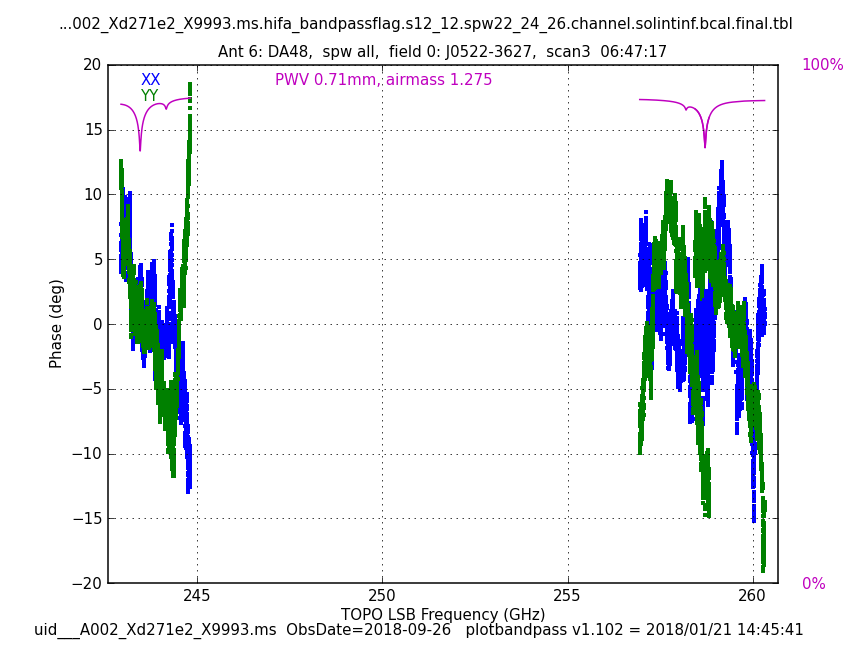 ...002_Xd271e2_X9993.ms.hifa_bandpassflag.s12_12.spw22_24_26.channel.solintinf.bcal.final.tbl
Ant 6: DA48,  spw all,  field 0: J0522-3627,  scan3  06:47:17
20
100%
XX
PWV 0.71mm, airmass 1.275
YY
15
10
5
0
Phase (deg)
−5
−10
−15
−20
0%
245
250
255
260
TOPO LSB Frequency (GHz)
uid___A002_Xd271e2_X9993.ms  ObsDate=2018-09-26   plotbandpass v1.102 = 2018/01/21 14:45:41